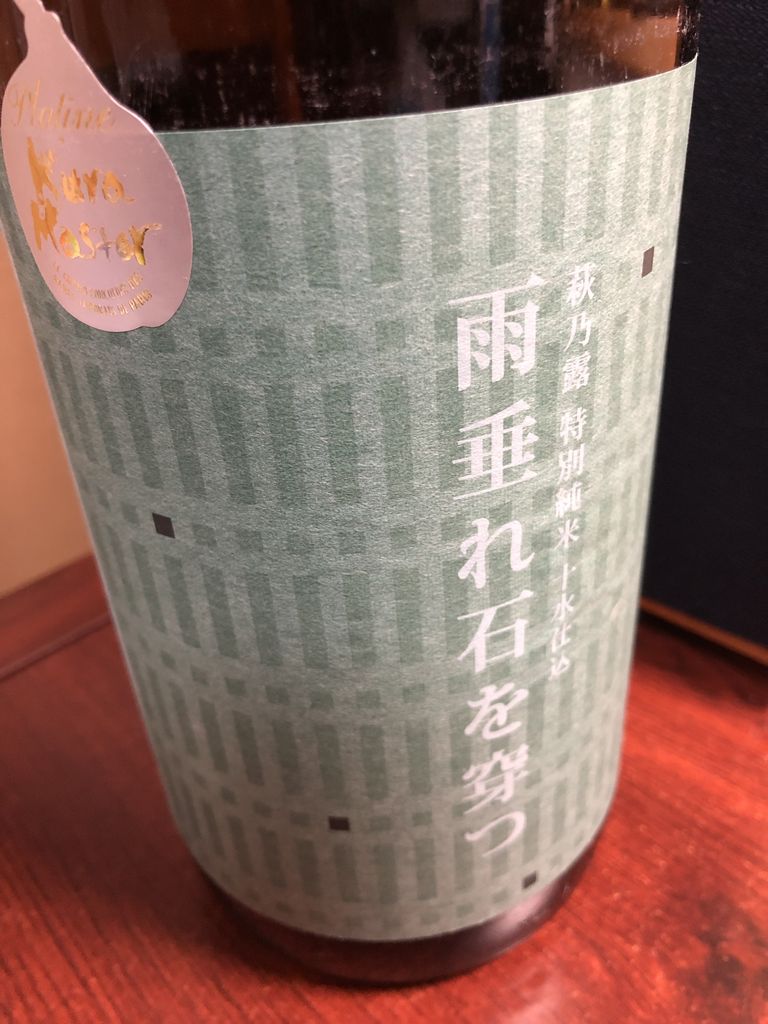 Platine
Kura
Master
萩乃露 特別純米 十水仕込
雨垂れ石を穿つ